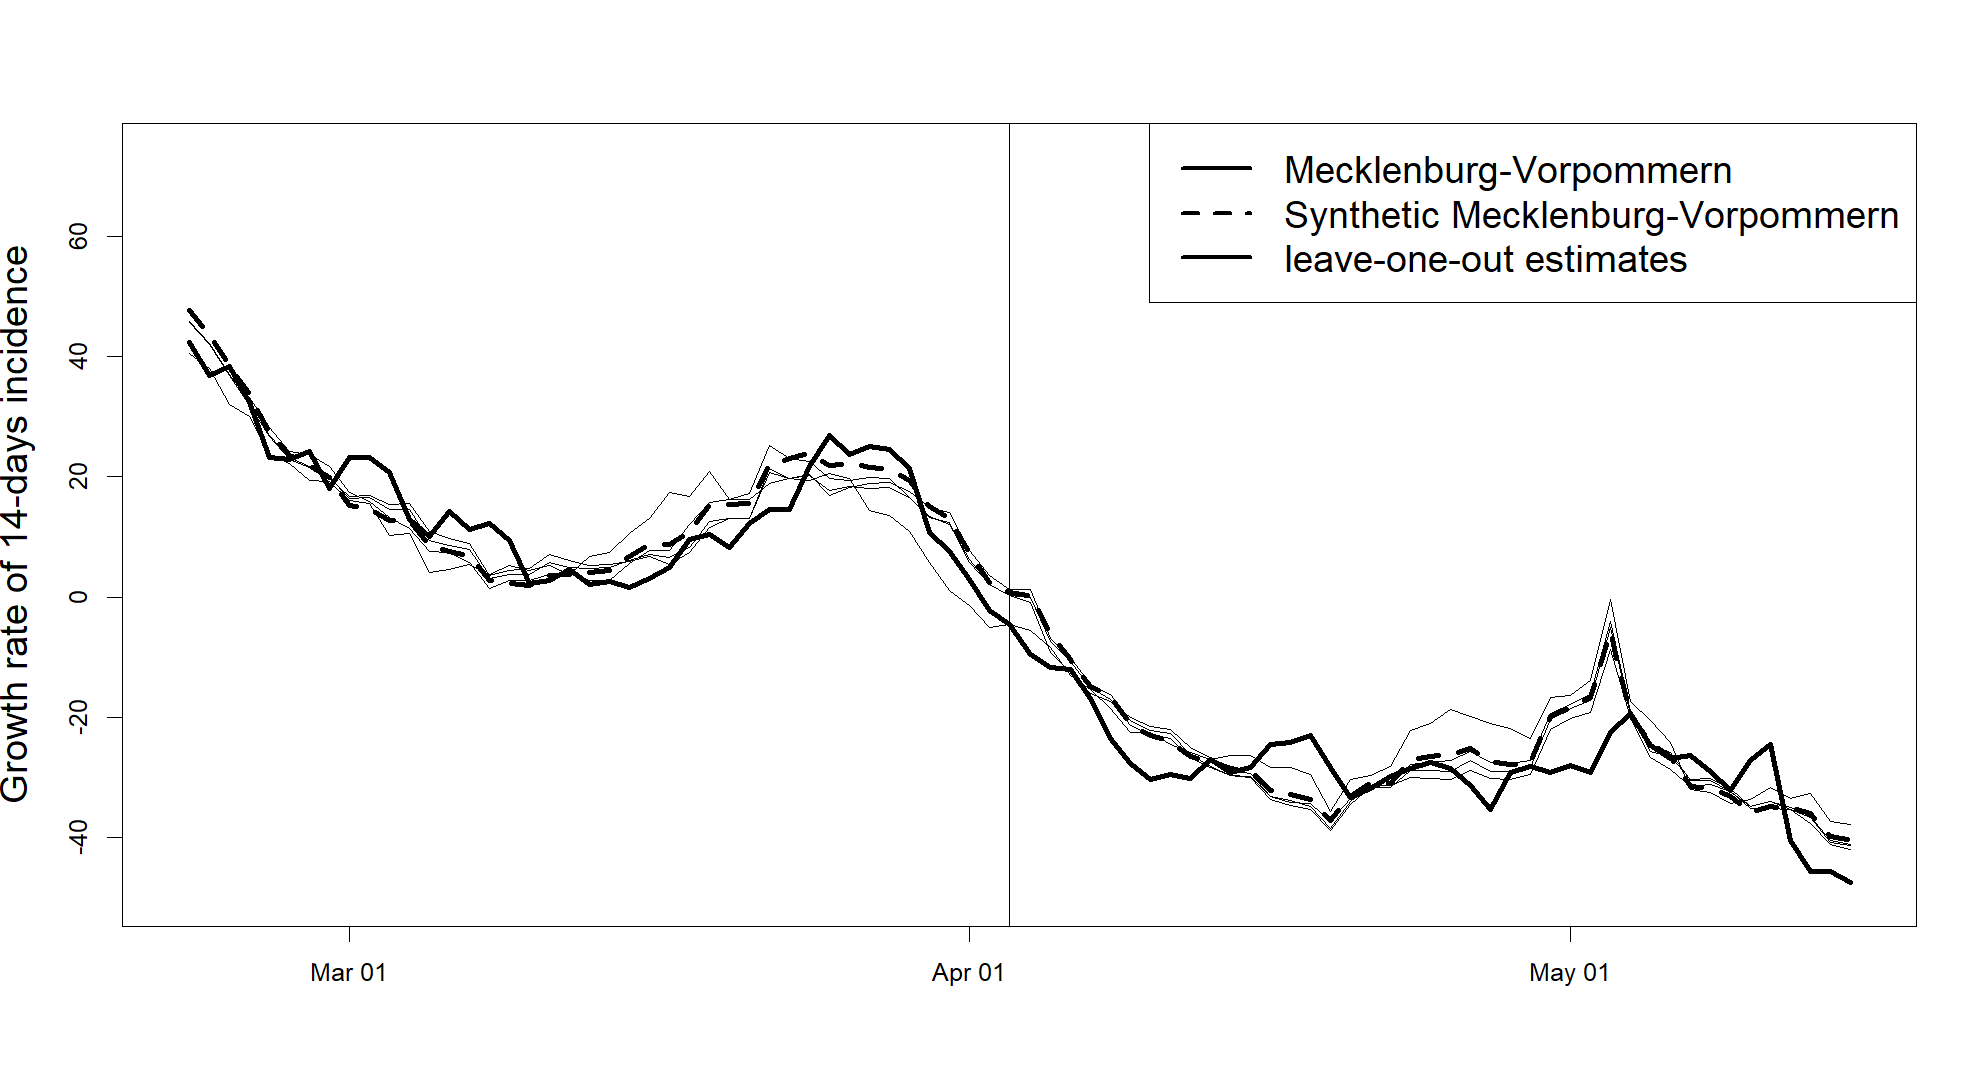 Mecklenburg-Vorpommern
Synthetic Mecklenburg-Vorpommern
leave-one-out estimates
Growth rate of 14-days incidence
60
40
20
0
-20
-40
Mar 01
Apr 01
May 01